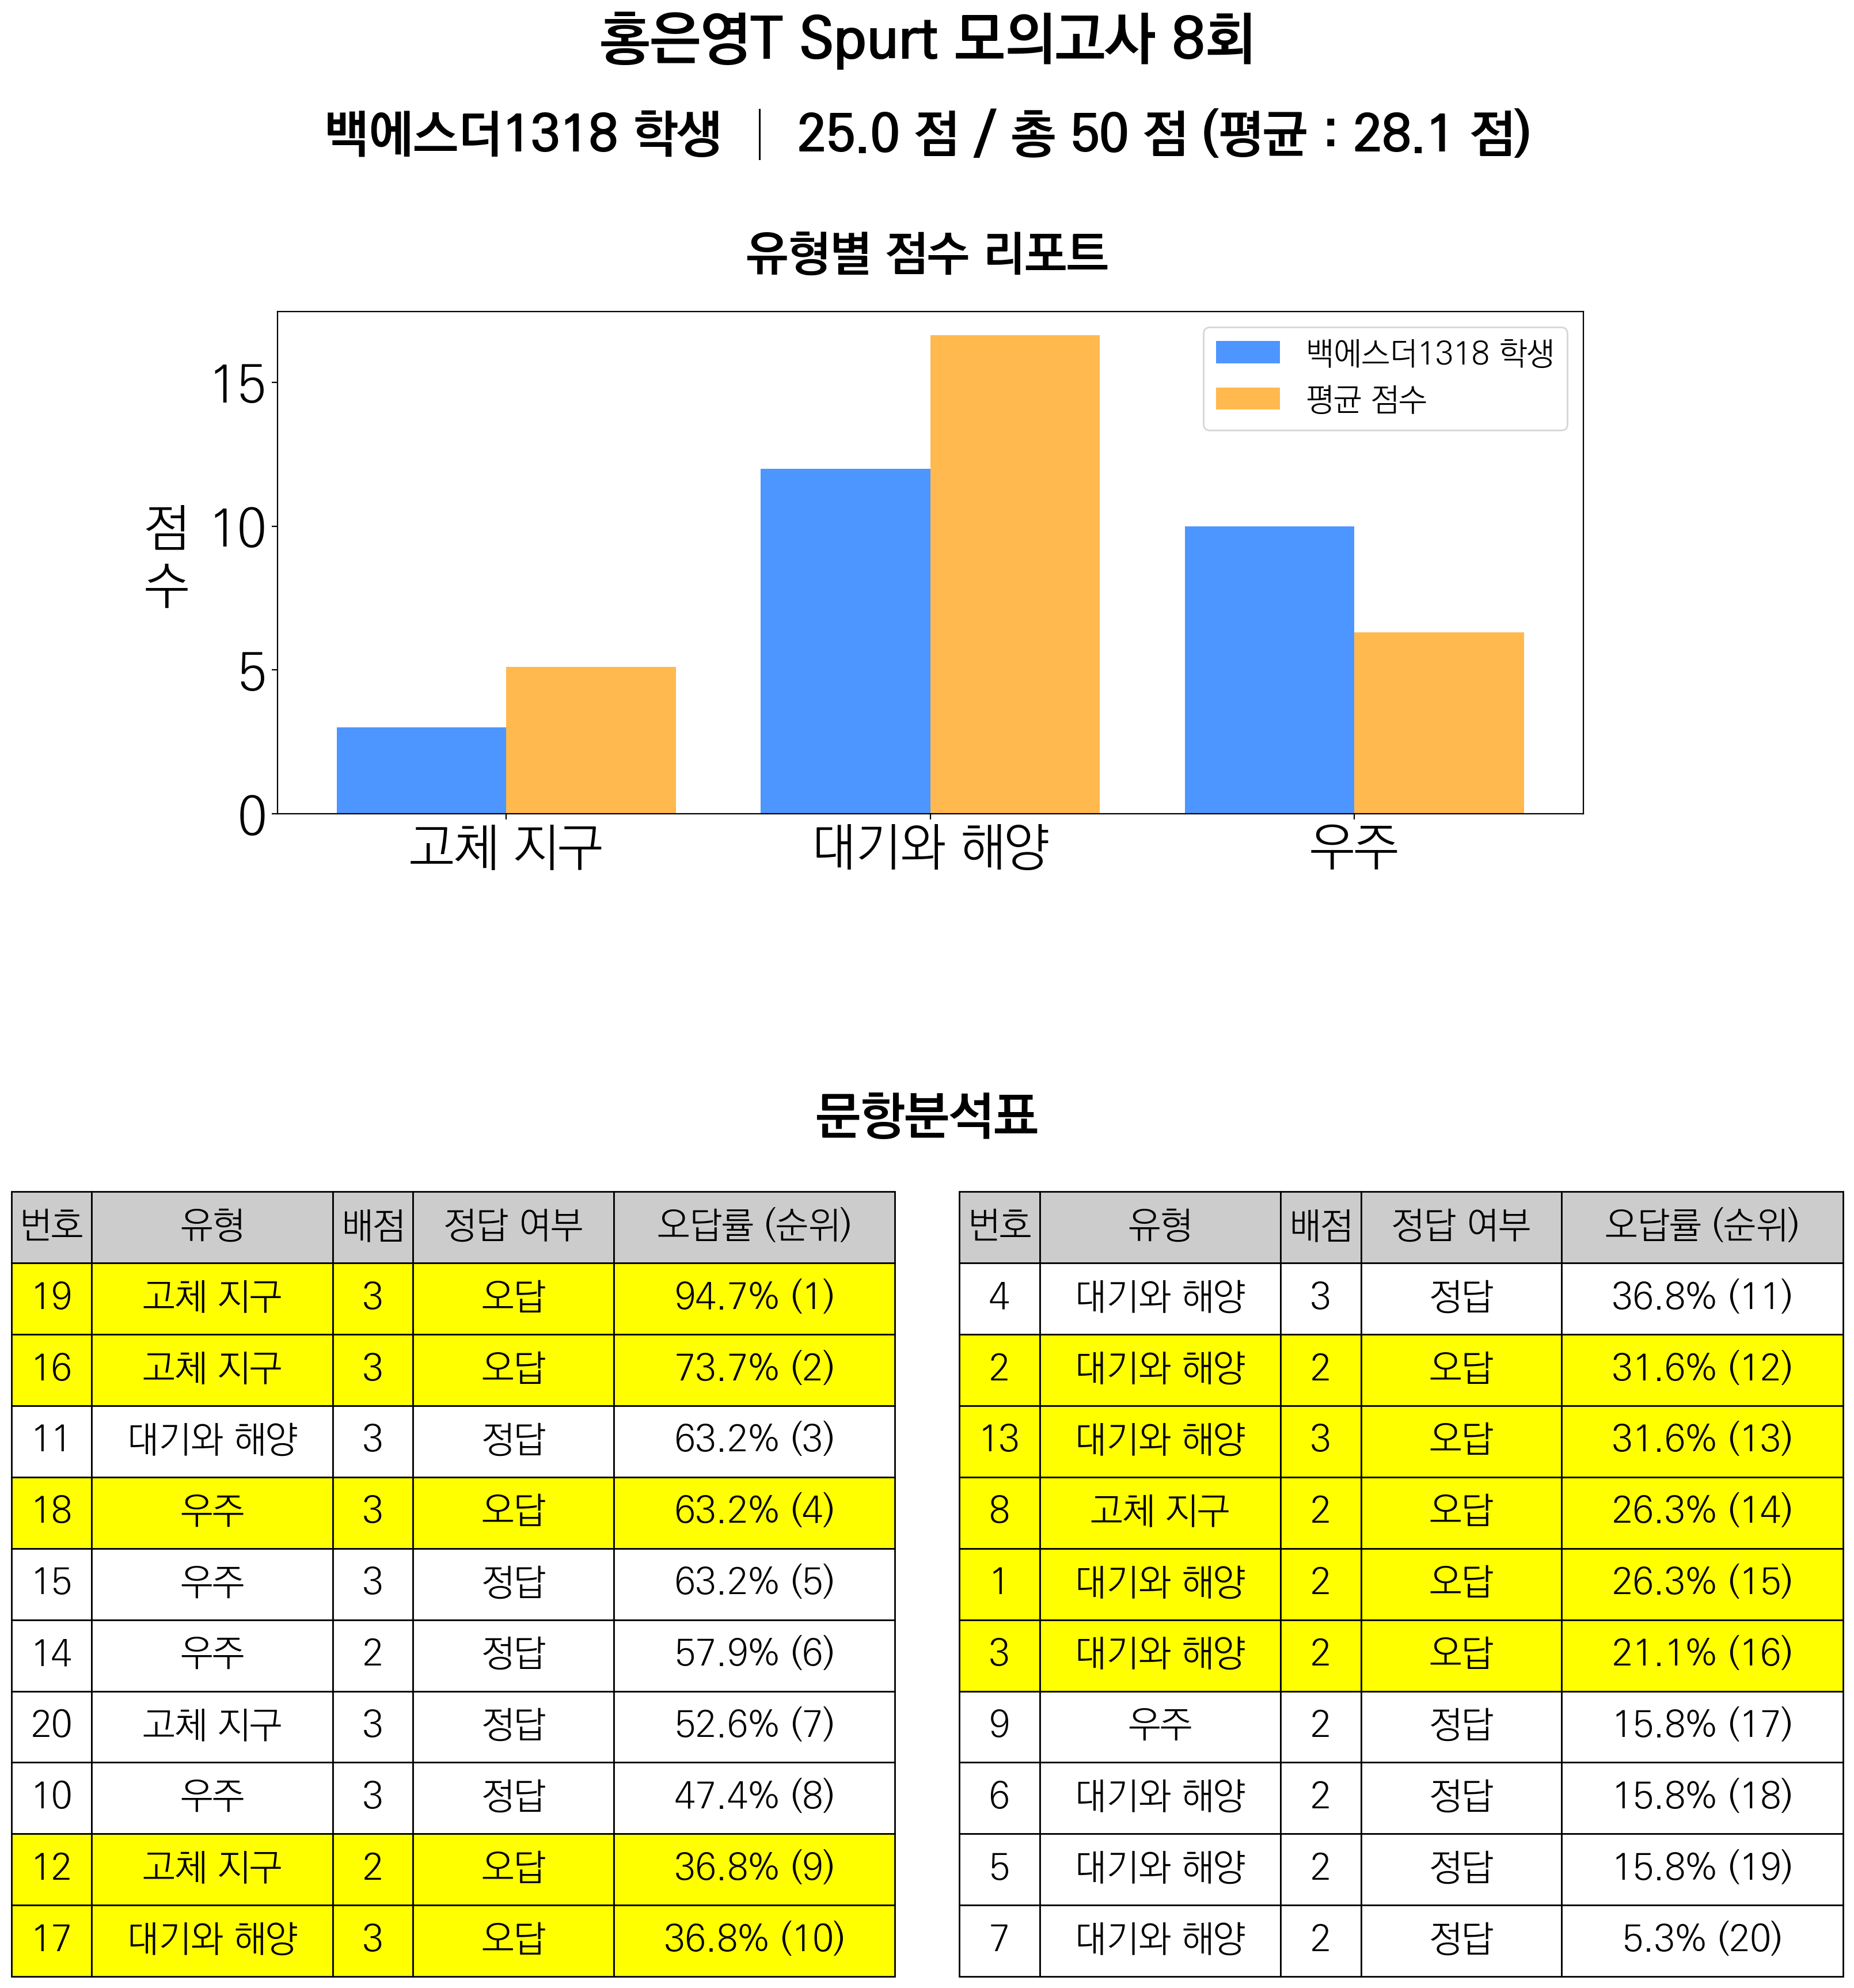 홍은영T Spurt 모의고사 8회
백에스더1318 학생 │ 25.0 점 / 총 50 점 (평균 : 28.1 점)
유형별 점수 리포트
백에스더1318 학생
평균 점수
점
수
15
10
5
0
고체 지구 대기와 해양 우주
문항분석표
번호 유형 배점 정답 여부 오답률 (순위)
19 고체 지구 3 오답 94.7% (1)
16 고체 지구 3 오답 73.7% (2)
11 대기와 해양 3 정답 63.2% (3)
18 우주 3 오답 63.2% (4)
15 우주 3 정답 63.2% (5)
14 우주 2 정답 57.9% (6)
20 고체 지구 3 정답 52.6% (7)
10 우주 3 정답 47.4% (8)
12 고체 지구 2 오답 36.8% (9)
17 대기와 해양 3 오답 36.8% (10)
번호 유형 배점 정답 여부 오답률 (순위)
4 대기와 해양 3 정답 36.8% (11)
2 대기와 해양 2 오답 31.6% (12)
13 대기와 해양 3 오답 31.6% (13)
8 고체 지구 2 오답 26.3% (14)
1 대기와 해양 2 오답 26.3% (15)
3 대기와 해양 2 오답 21.1% (16)
9 우주 2 정답 15.8% (17)
6 대기와 해양 2 정답 15.8% (18)
5 대기와 해양 2 정답 15.8% (19)
7 대기와 해양 2 정답 5.3% (20)